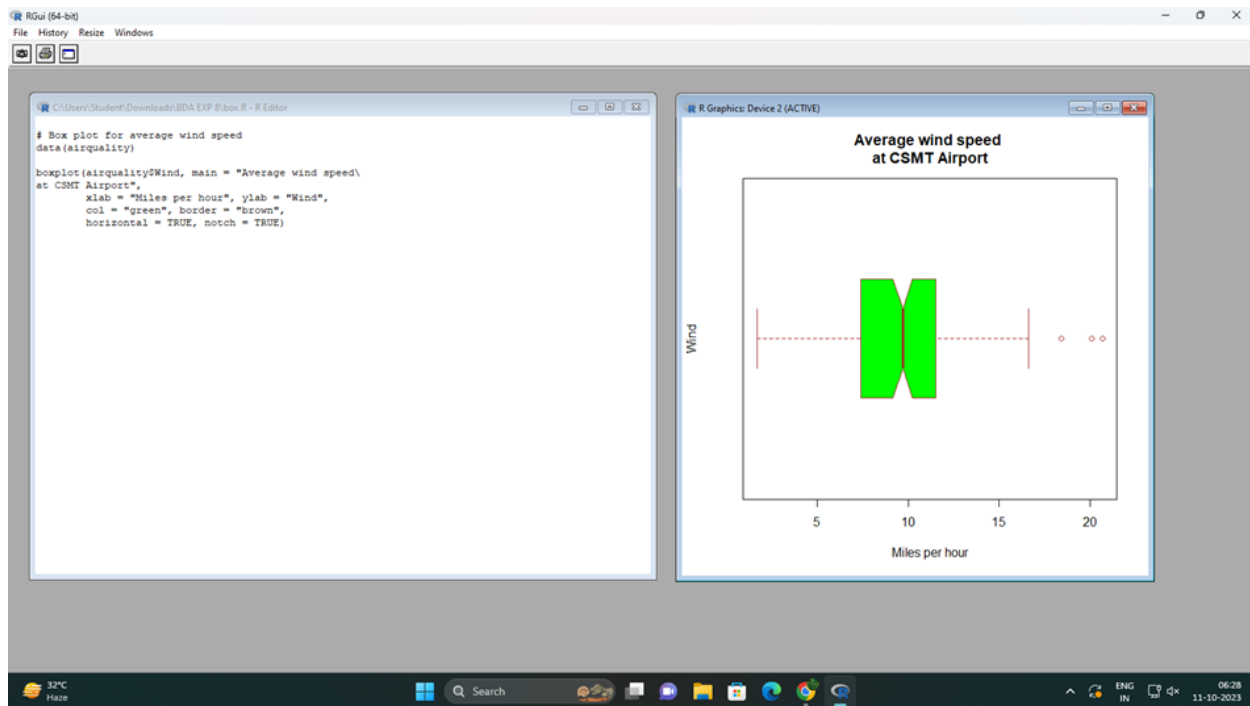 RGui (64-bit)
File History Resize Windows
C:\Users\Student\Downloads\BDA EXP 8\box.R - R Editor
# Box plot for average wind speed
data(airquality)
boxplot(airquality$Wind, main = "Average wind speed\
at CSMT Airport",
        xlab = "Miles per hour", ylab = "Wind",
        col = "green", border = "brown",
        horizontal = TRUE, notch = TRUE)
R Graphics: Device 2 (ACTIVE)
Average wind speed
at CSMT Airport
Wind
5 10 15 20
Miles per hour
32°C
Haze
Search
ENG
IN
06:28
11-10-2023